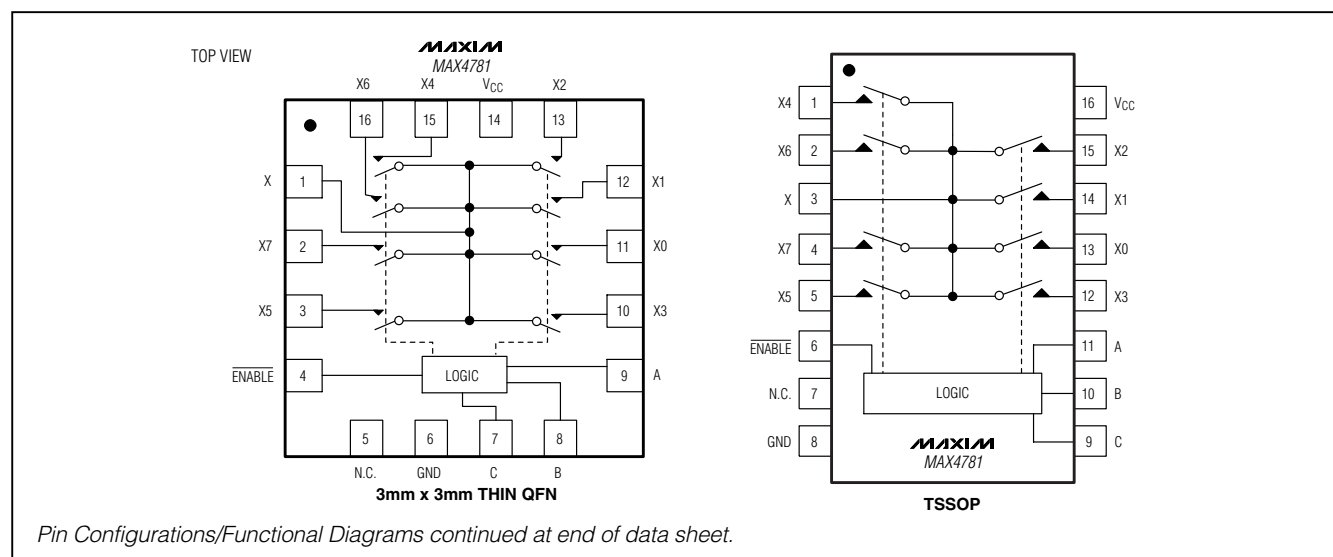 TOP VIEW
MAXIM
MAX4781
X6 X4 VCC X2
16 15 14 13
X 1
12 X1
X7 2
11 X0
X5 3
10 X3
ENABLE 4
LOGIC
9 A
5 6 7 8
N.C. GND C B
3mm x 3mm THIN QFN
X4 1
16 VCC
X6 2
15 X2
X 3
14 X1
X7 4
13 X0
X5 5
12 X3
ENABLE 6
11 A
N.C. 7
LOGIC
10 B
GND 8
MAXIM
MAX4781
9 C
TSSOP
Pin Configurations/Functional Diagrams continued at end of data sheet.